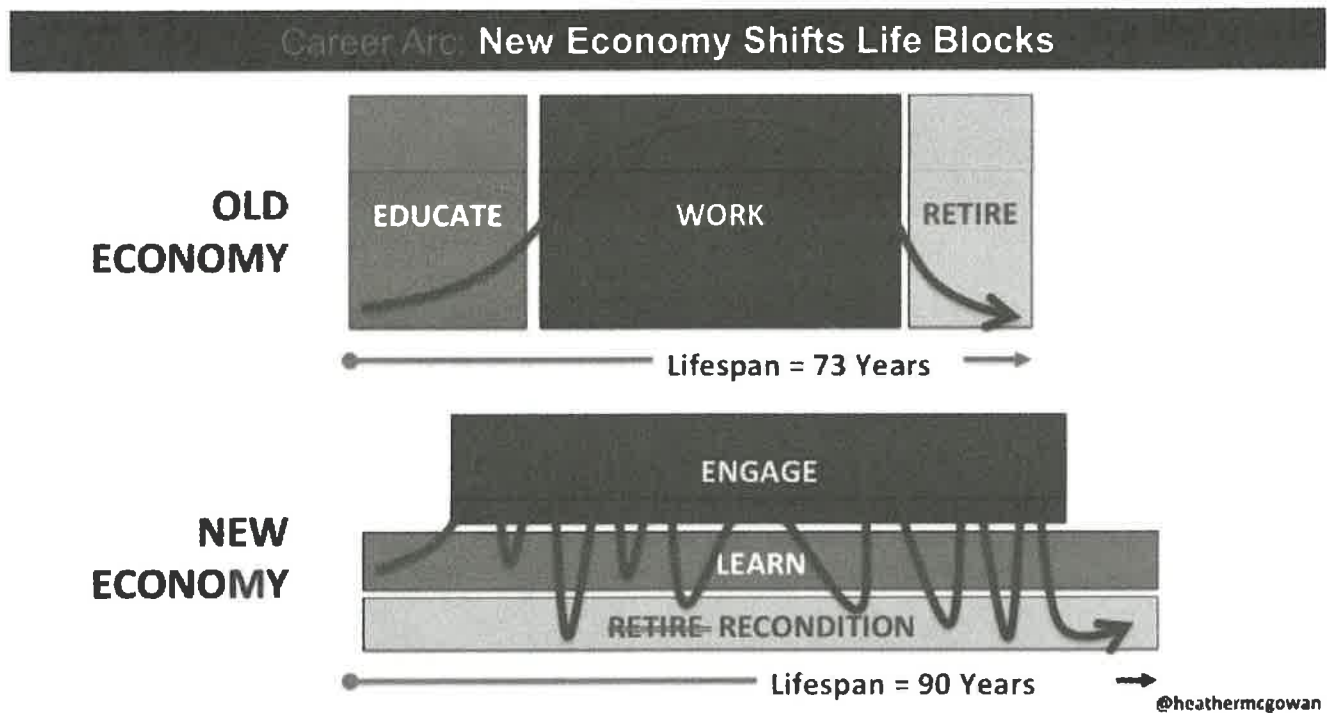 Career Arc: New Economy Shifts Life Blocks
OLD
ECONOMY
EDUCATE
WORK
RETIRE
Lifespan = 73 Years
NEW
ECONOMY
ENGAGE
LEARN
RETIRE RECONDITION
Lifespan = 90 Years
@heathermcgowan